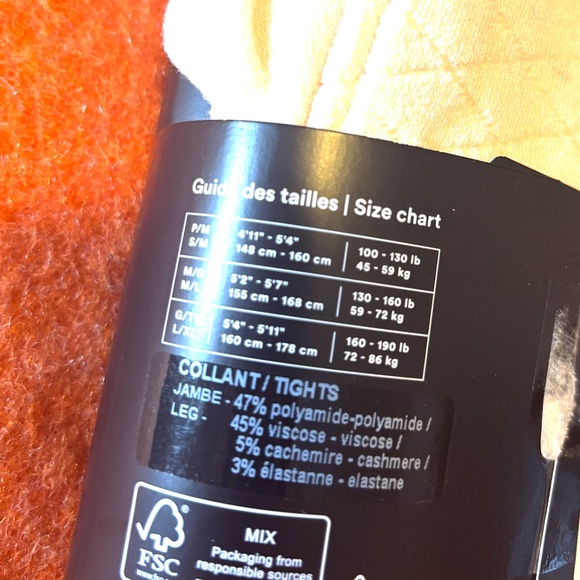 Guide des tailles | Size chart
P/M 4'11" - 5'4" 100 - 130 lb
S/M 148 cm - 160 cm 45 - 59 kg
M/G 5'2" - 5'7" 130 - 160 lb
M/L 155 cm - 168 cm 59 - 72 kg
G/TG 5'4" - 5'11" 160 - 190 lb
L/XL 160 cm - 178 cm 72 - 86 kg
COLLANT / TIGHTS
JAMBE - 47% polyamide-polyamide /
LEG - 45% viscose - viscose /
5% cachemire - cashmere /
3% élastanne - elastane
FSC
MIX
Packaging from
responsible sources